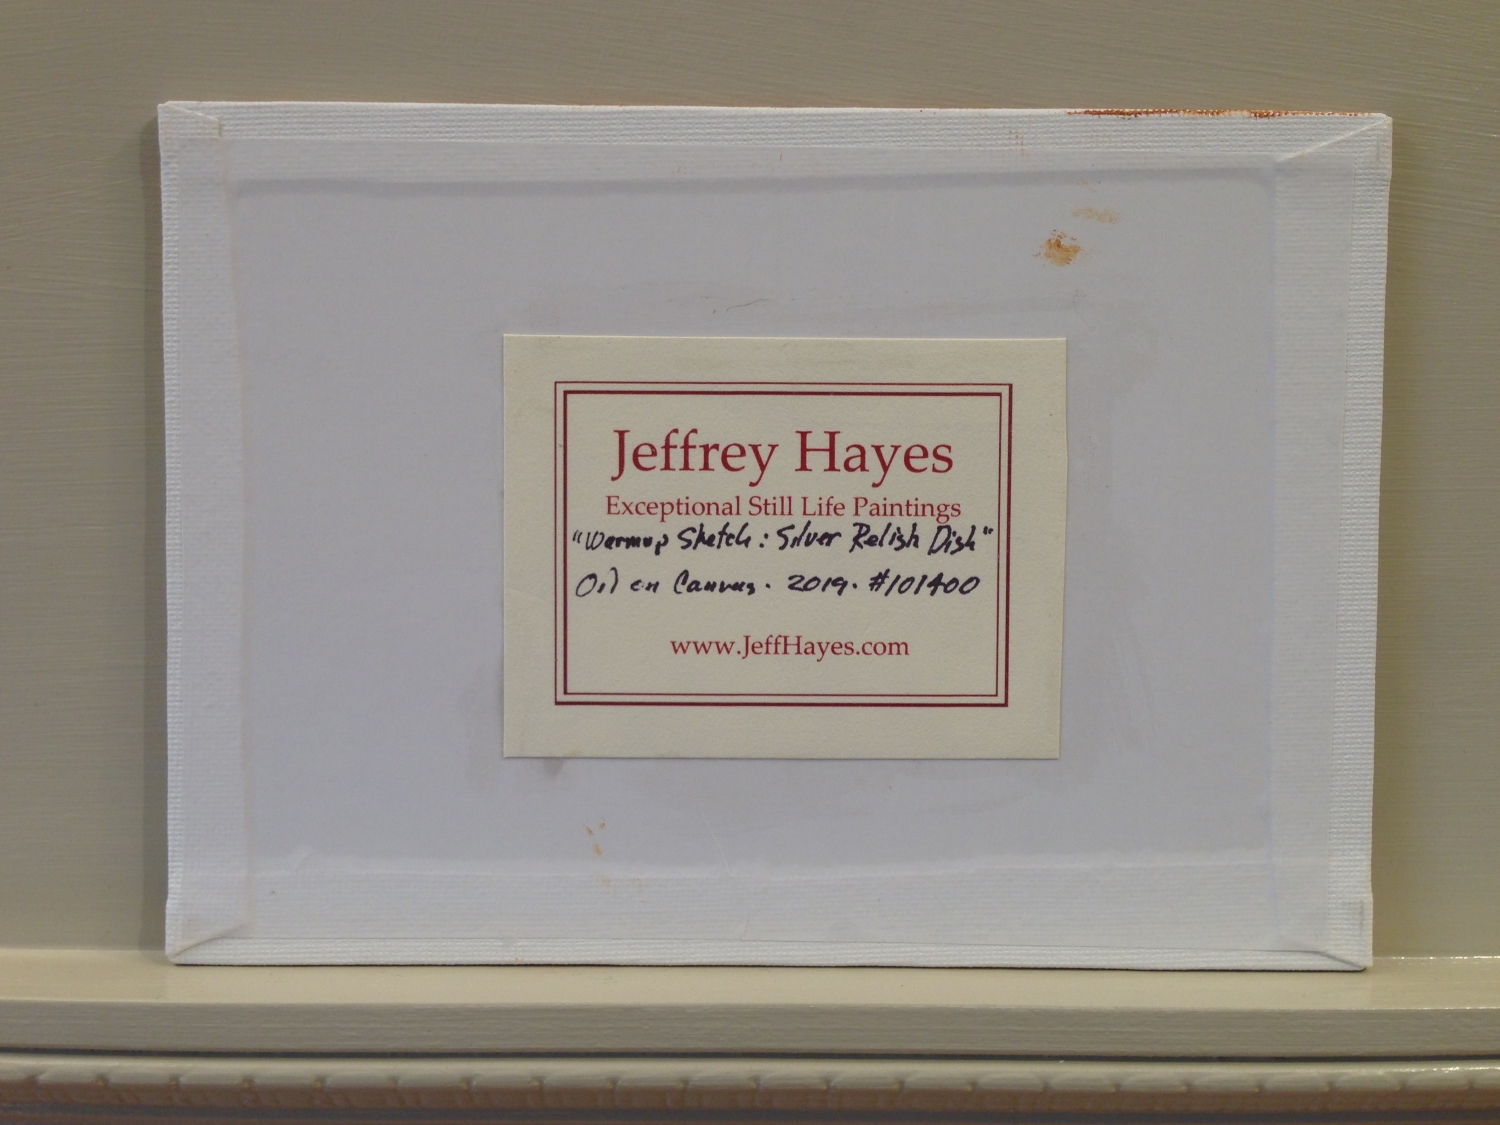 Jeffrey Hayes
Exceptional Still Life Paintings
"Warmup Sketch: Silver Relish Dish"
Oil on Canvas. 2019. #101400
www.JeffHayes.com